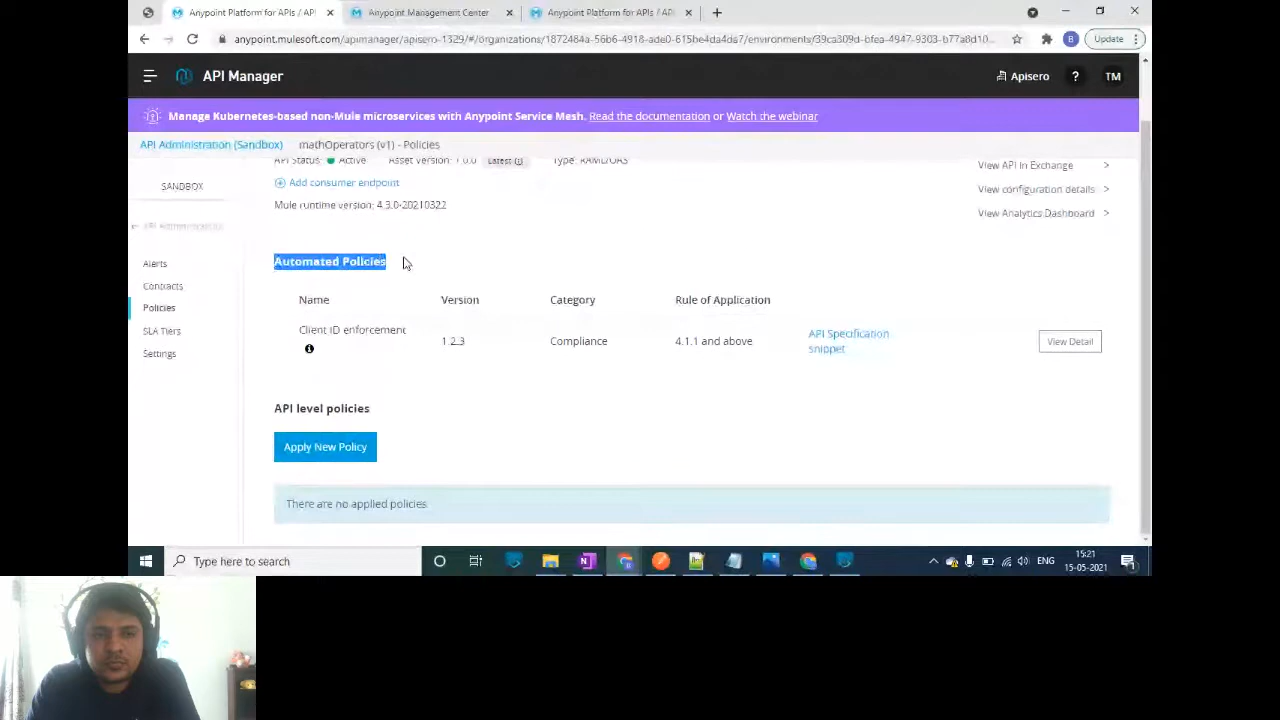 Anypoint Platform for APIs / API
Anypoint Management Center
Anypoint Platform for APIs / API
anypoint.mulesoft.com/apimanager/apisero-1329/#/organizations/1872484a-56b6-4918-ade0-615be4da4da7/environments/39ca309d-bfea-4947-9303-b77a8d10...
B
Update
API Manager
Apisero
?
TM
Manage Kubernetes-based non-Mule microservices with Anypoint Service Mesh. Read the documentation or Watch the webinar
API Administration (Sandbox)
mathOperators (v1) - Policies
API Status: Active Asset Version: 1.0.0 Latest Type: RAML/OAS
View API in Exchange >
SANDBOX
Add consumer endpoint
View configuration details >
Mule runtime version: 4.3.0-20210322
View Analytics Dashboard >
Automated Policies
Alerts
Contracts
Policies
SLA Tiers
Settings
Name Version Category Rule of Application
Client ID enforcement
1.2.3 Compliance 4.1.1 and above
API Specification
snippet
View Detail
API level policies
Apply New Policy
There are no applied policies.
Type here to search
ENG
15:21
15-05-2021